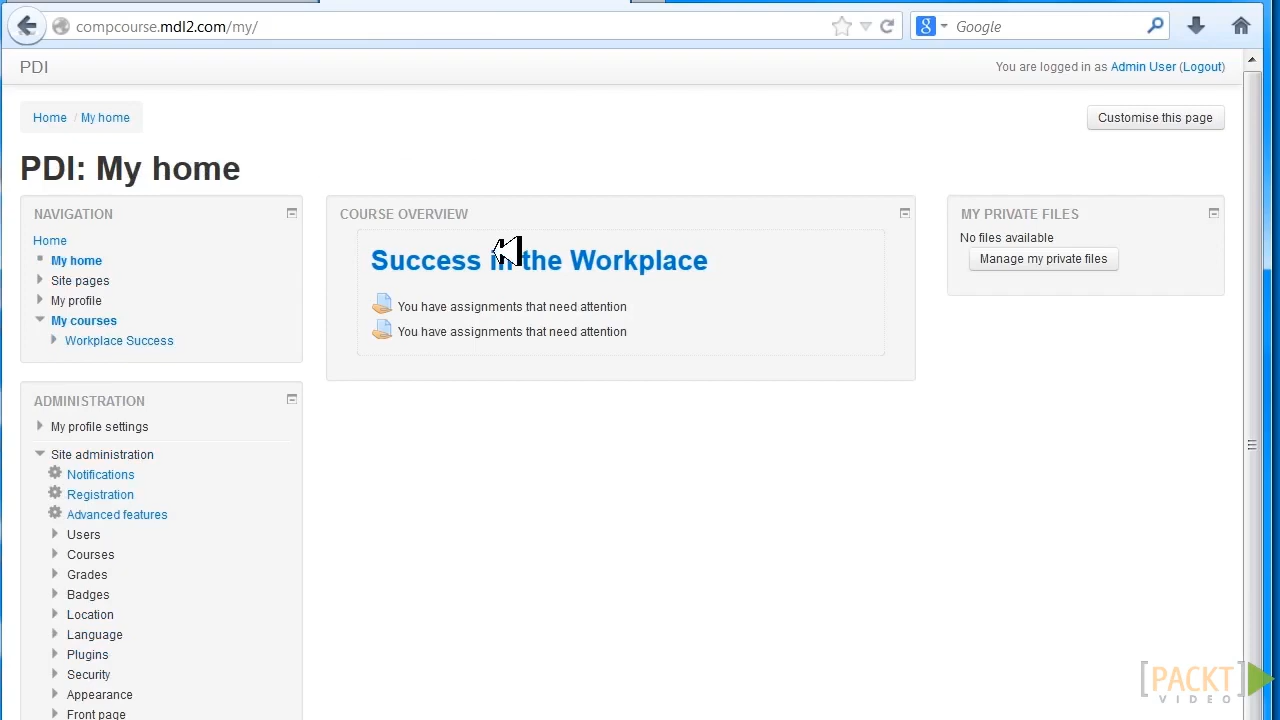 compcourse.mdl2.com/my/
Google
PDI
You are logged in as Admin User (Logout)
Home / My home
Customise this page
PDI: My home
NAVIGATION
Home
My home
Site pages
My profile
My courses
Workplace Success
ADMINISTRATION
My profile settings
Site administration
Notifications
Registration
Advanced features
Users
Courses
Grades
Badges
Location
Language
Plugins
Security
Appearance
Front page
COURSE OVERVIEW
Success in the Workplace
You have assignments that need attention
You have assignments that need attention
MY PRIVATE FILES
No files available
Manage my private files
[PACKT]
VIDEO